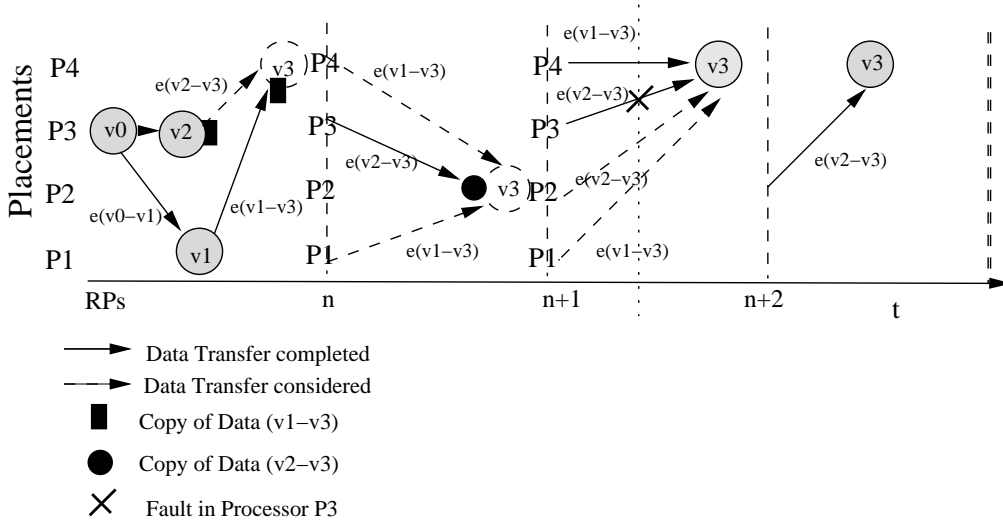 Placements
P4
P3
P2
P1
v0
v2
v1
v3
e(v2−v3)
e(v0−v1)
e(v1−v3)
P4
P3
P2
P1
e(v1−v3)
e(v2−v3)
e(v1−v3)
v3
P4
P3
P2
P1
e(v1−v3)
e(v2−v3)
e(v2−v3)
e(v1−v3)
v3
v3
e(v2−v3)
RPs
n
n+1
n+2
t
Data Transfer completed
Data Transfer considered
Copy of Data (v1−v3)
Copy of Data (v2−v3)
Fault in Processor P3